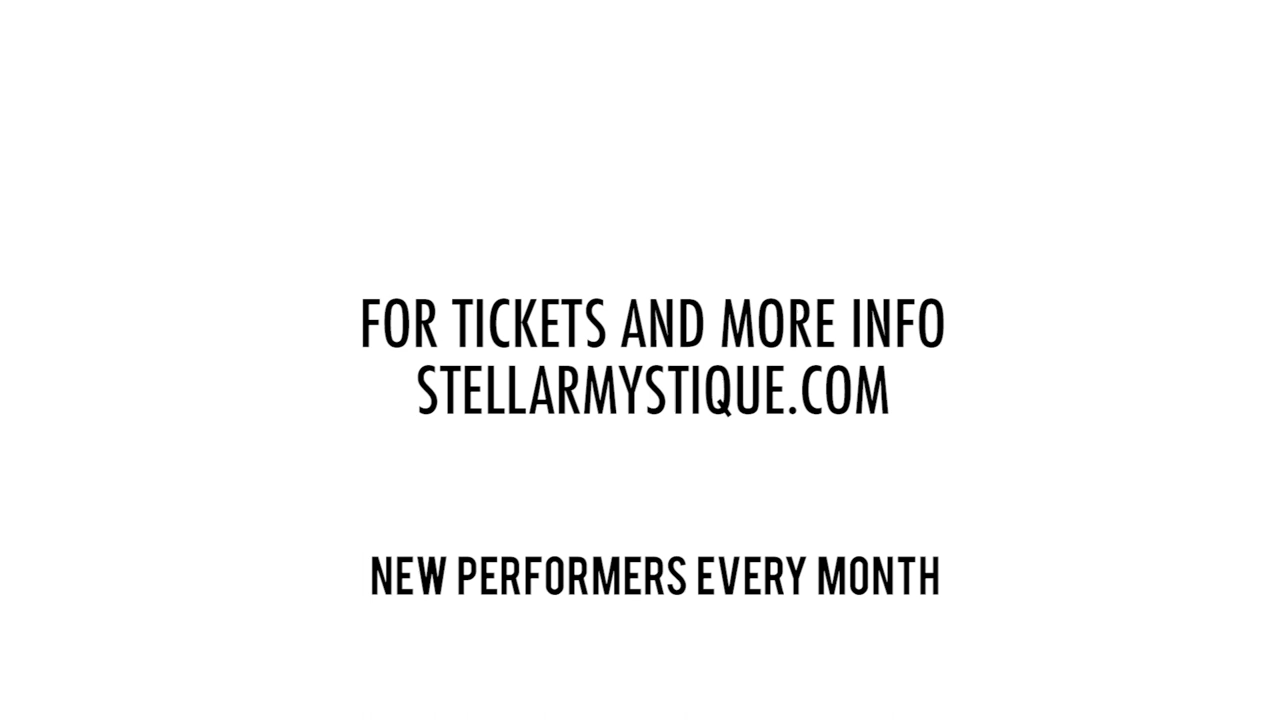 FOR TICKETS AND MORE INFO
STELLARMYSTIQUE.COM
NEW PERFORMERS EVERY MONTH